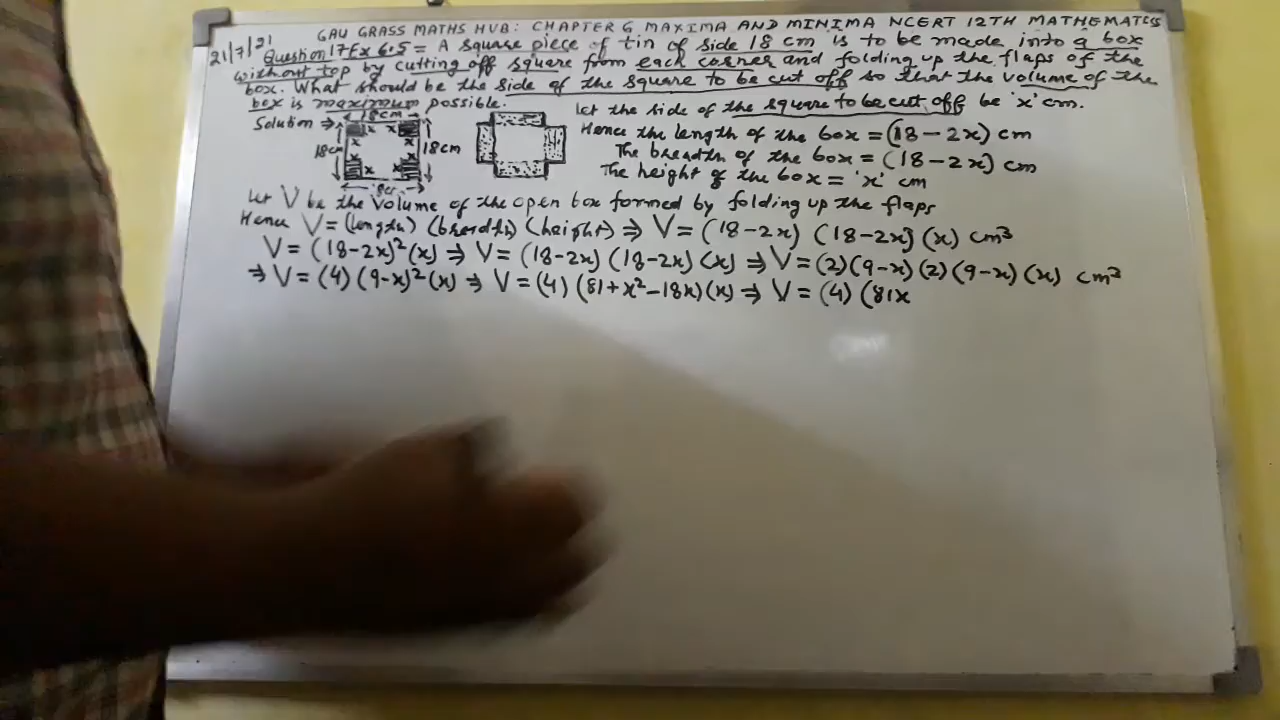 GAU GRASS MATHS HUB: CHAPTER 6 MAXIMA AND MINIMA NCERT 12TH MATHEMATICS
21/7/21
Question 17 Ex 6.5 = A square piece of tin of side 18 cm is to be made into a box
without top by cutting off square from each corner and folding up the flaps of the
box. What should be the side of the square to be cut off so that the volume of the
box is maximum possible.
Solution →
18cm
x x
x x
18cm
18cm
x x
18c
Let the side of the square to be cut off be 'x' cm.
Hence the length of the box = (18-2x) cm
The breadth of the box = (18-2x) cm
The height of the box = 'x' cm
Let V be the volume of the open box formed by folding up the flaps
Hence V = (length) (breadth) (height) ⇒ V = (18-2x) (18-2x) (x) cm³
V = (18-2x)² (x) ⇒ V = (18-2x) (18-2x) (x) ⇒ V = (2) (9-x) (2) (9-x) (x) cm³
⇒ V = (4) (9-x)² (x) ⇒ V = (4) (81+x²-18x) (x) ⇒ V = (4) (81x